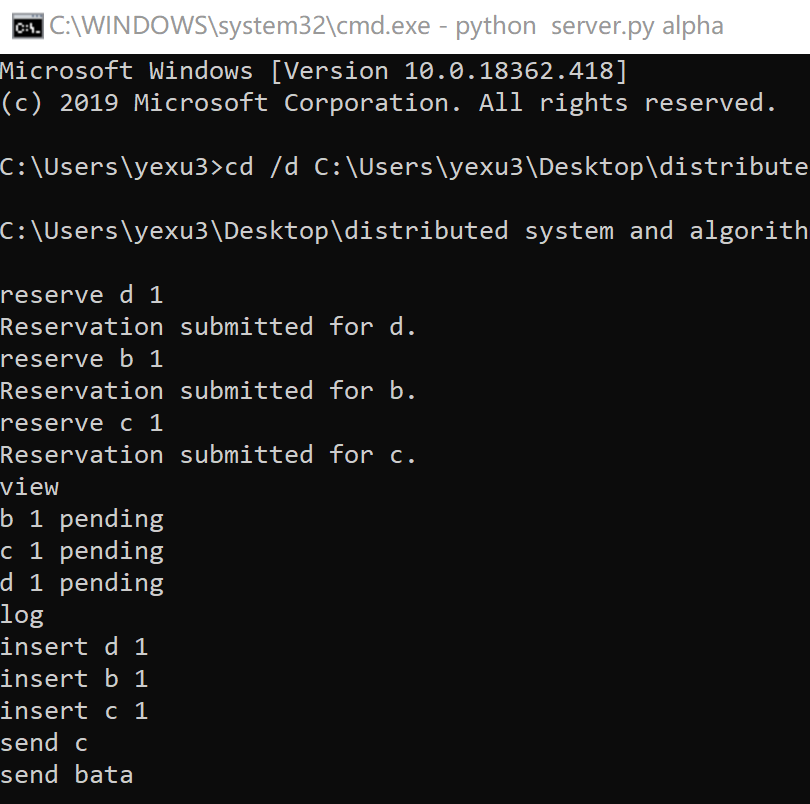 C:\WINDOWS\system32\cmd.exe - python  server.py alpha
Microsoft Windows [Version 10.0.18362.418]
(c) 2019 Microsoft Corporation. All rights reserved.
C:\Users\yexu3>cd /d C:\Users\yexu3\Desktop\distribute
C:\Users\yexu3\Desktop\distributed system and algorith
reserve d 1
Reservation submitted for d.
reserve b 1
Reservation submitted for b.
reserve c 1
Reservation submitted for c.
view
b 1 pending
c 1 pending
d 1 pending
log
insert d 1
insert b 1
insert c 1
send c
send bata